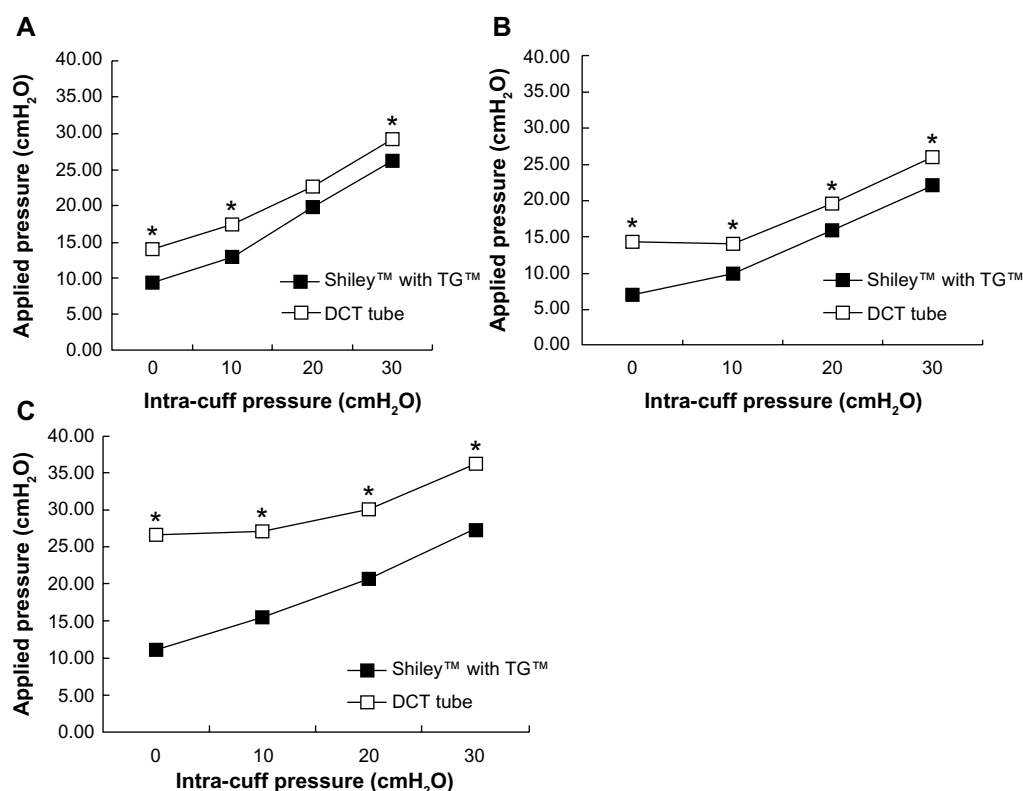 A
Applied pressure (cmH₂O)
40.00
35.00
30.00
25.00
20.00
15.00
10.00
5.00
0.00
*
*
*
Shiley™ with TG™
DCT tube
0 10 20 30
Intra-cuff pressure (cmH₂O)
B
Applied pressure (cmH₂O)
40.00
35.00
30.00
25.00
20.00
15.00
10.00
5.00
0.00
*
*
*
*
Shiley™ with TG™
DCT tube
0 10 20 30
Intra-cuff pressure (cmH₂O)
C
Applied pressure (cmH₂O)
40.00
35.00
30.00
25.00
20.00
15.00
10.00
5.00
0.00
*
*
*
*
Shiley™ with TG™
DCT tube
0 10 20 30
Intra-cuff pressure (cmH₂O)